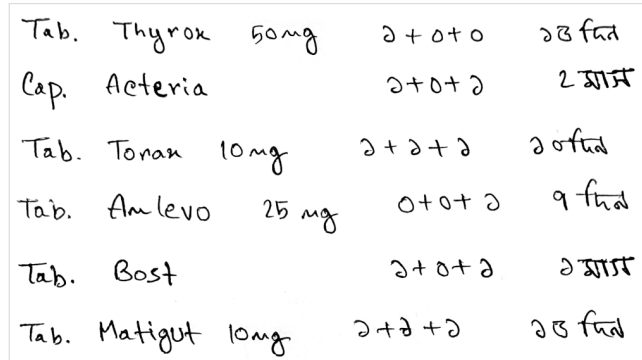 Tab. Thyrox 50mg ১+০+০ ১৫ দিন
Cap. Acteria ১+০+১ ২ মাস
Tab. Torax 10mg ১+১+১ ১০ দিন
Tab. Amlevo 25 mg ০+০+১ ৭ দিন
Tab. Bost ১+০+১ ১ মাস
Tab. Matigut 10mg ১+১+১ ১৫ দিন